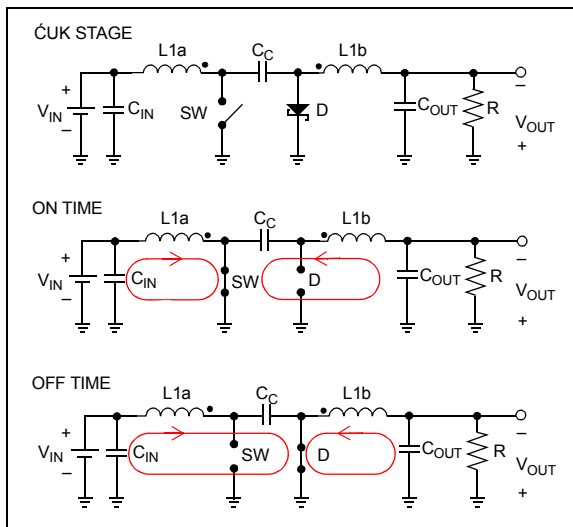 ĆUK STAGE
L1a
C_C
L1b
+
V_IN
–
C_IN
SW
D
C_OUT
R
–
V_OUT
+
ON TIME
L1a
C_C
L1b
+
V_IN
–
C_IN
SW
D
C_OUT
R
–
V_OUT
+
OFF TIME
L1a
C_C
L1b
+
V_IN
–
C_IN
SW
D
C_OUT
R
–
V_OUT
+